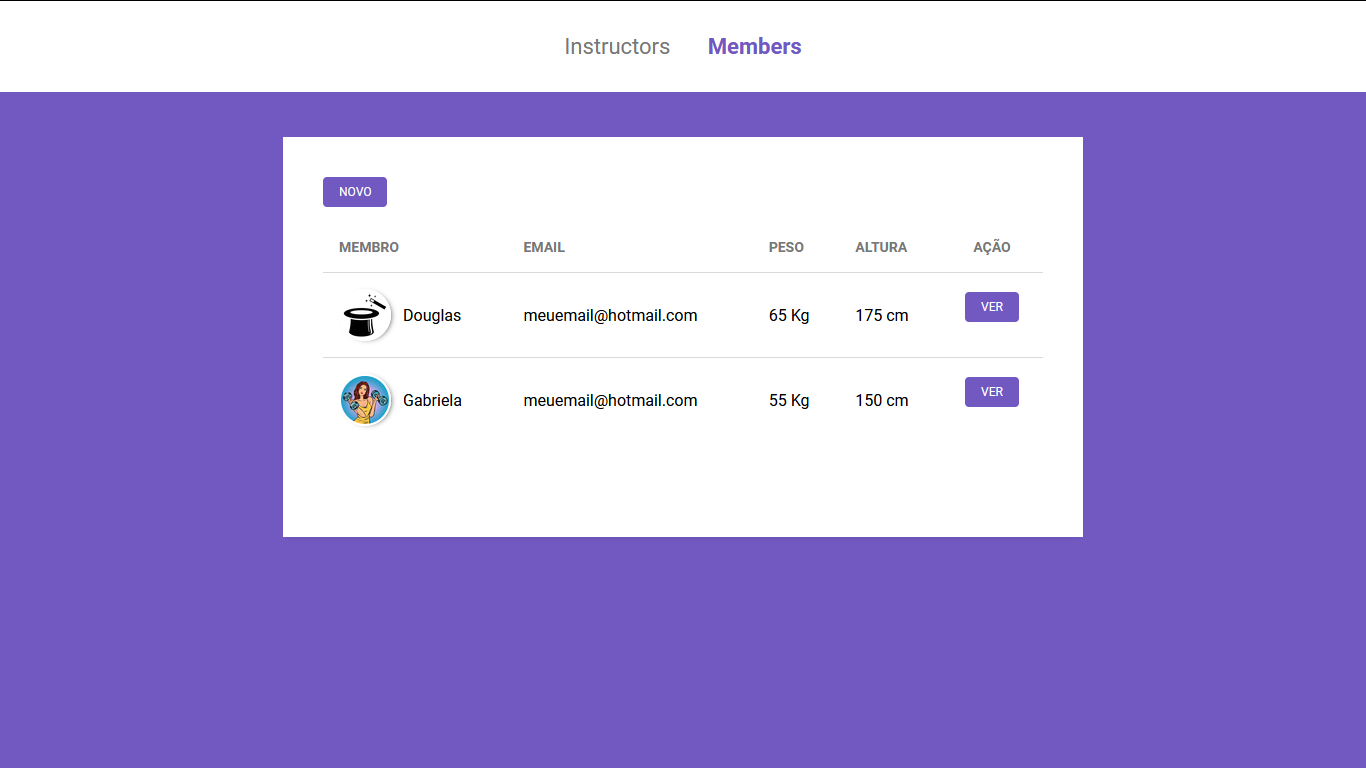 Instructors Members
NOVO
MEMBRO EMAIL PESO ALTURA AÇÃO
Douglas meuemail@hotmail.com 65 Kg 175 cm VER
Gabriela meuemail@hotmail.com 55 Kg 150 cm VER